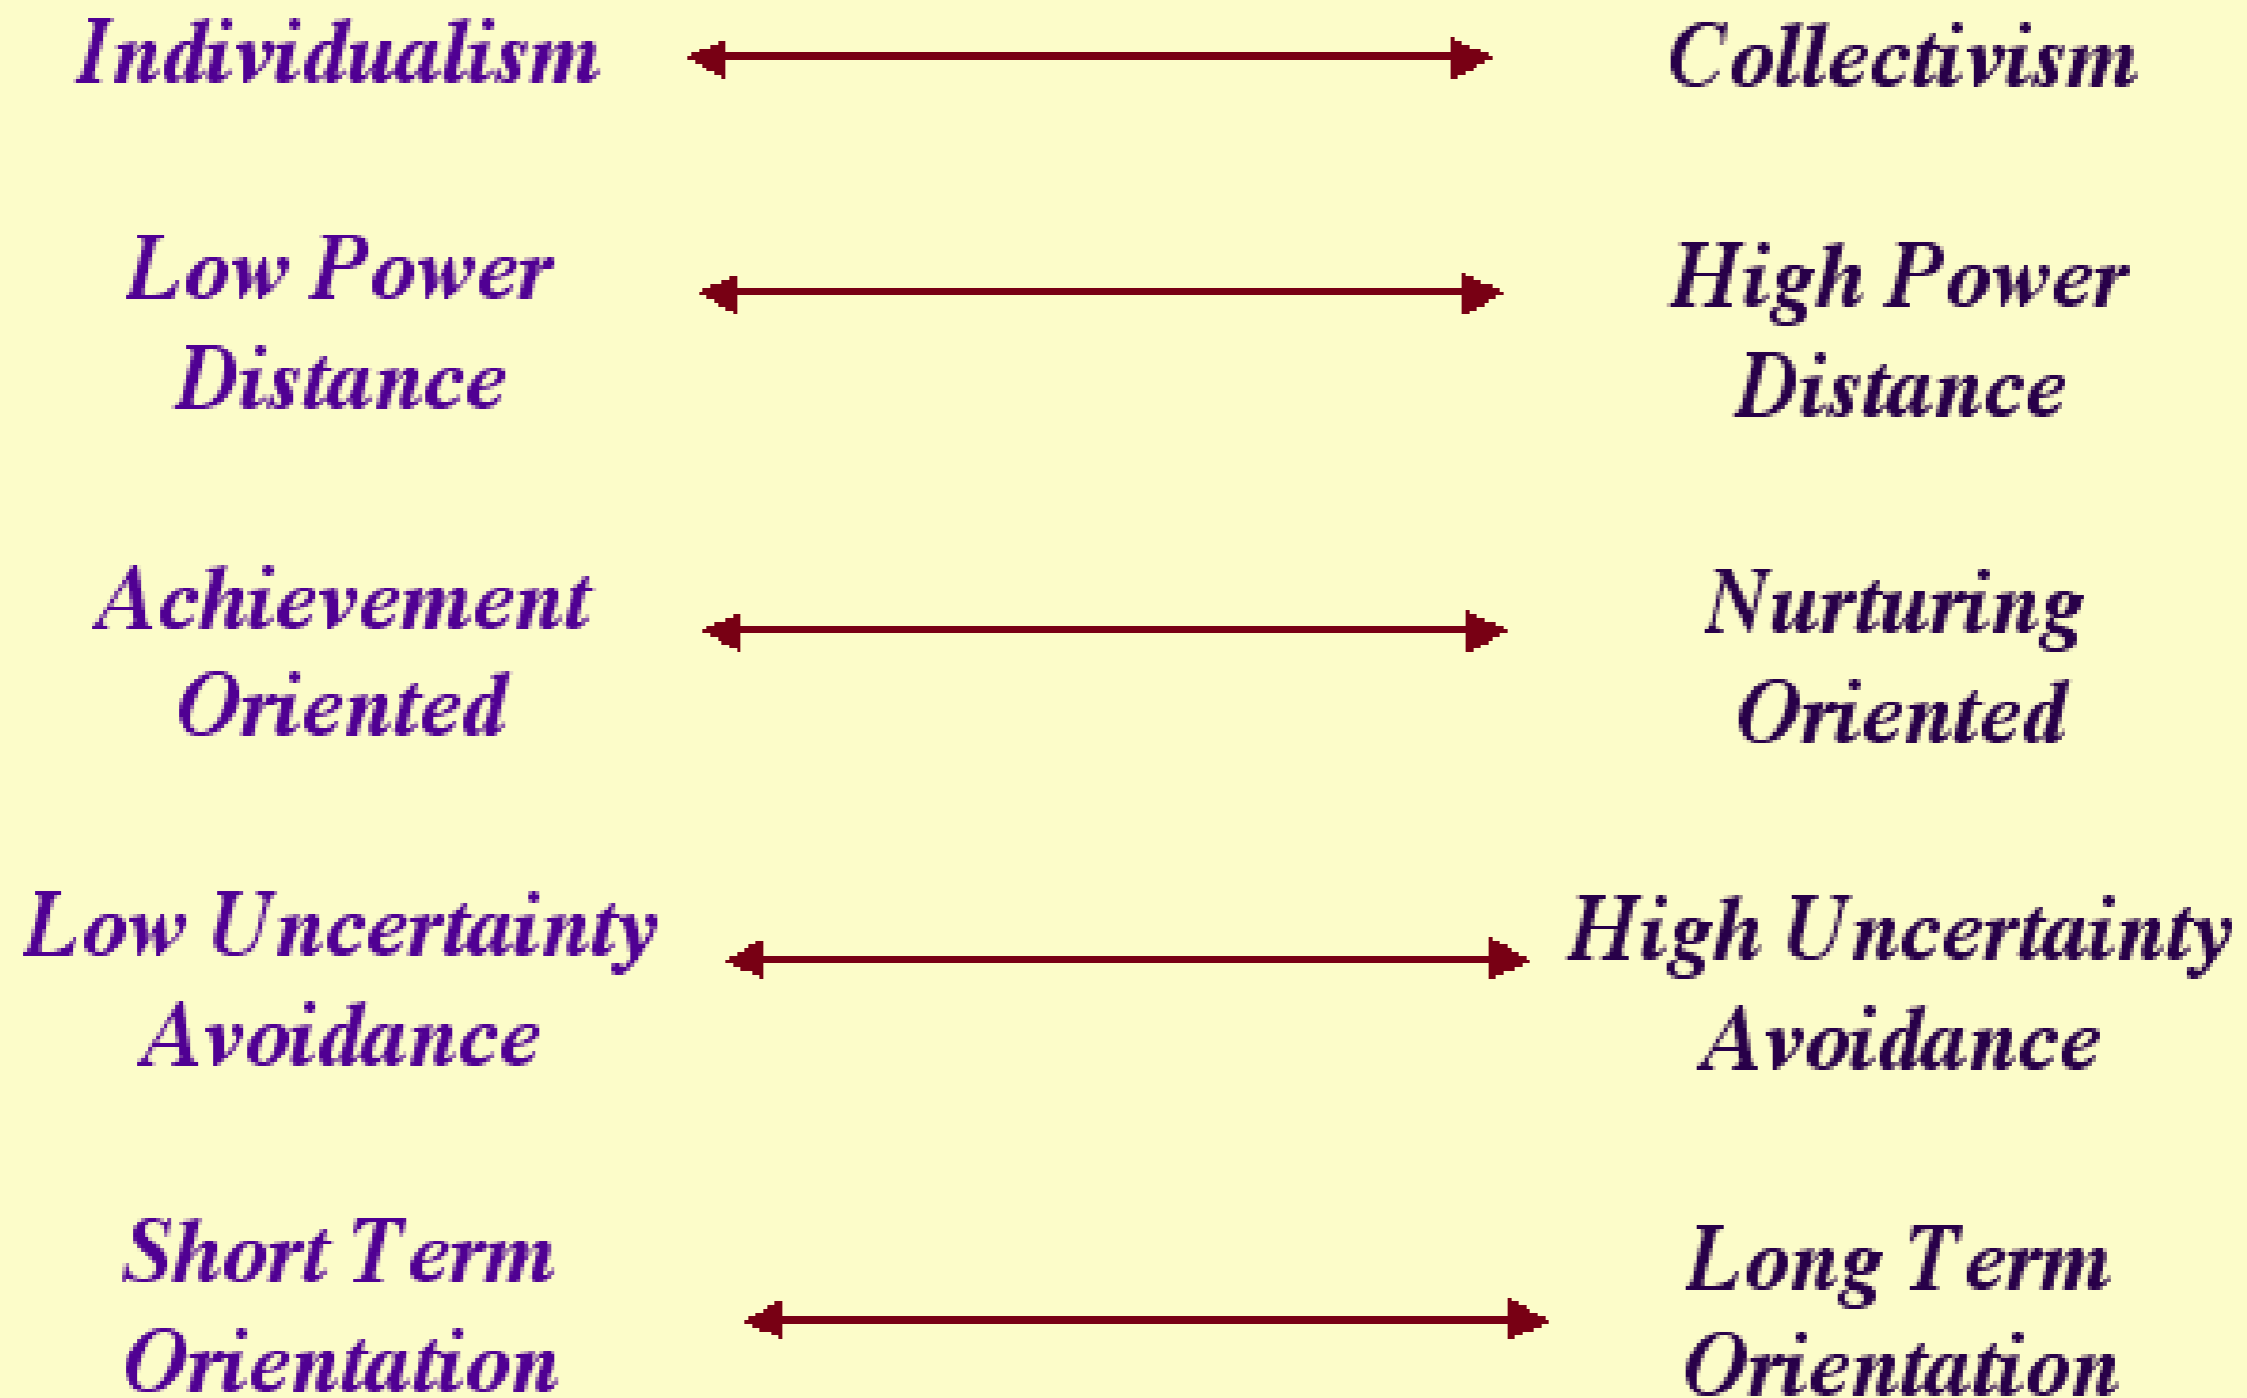 Individualism
Collectivism
Low Power
Distance
High Power
Distance
Achievement
Oriented
Nurturing
Oriented
Low Uncertainty
Avoidance
High Uncertainty
Avoidance
Short Term
Orientation
Long Term
Orientation